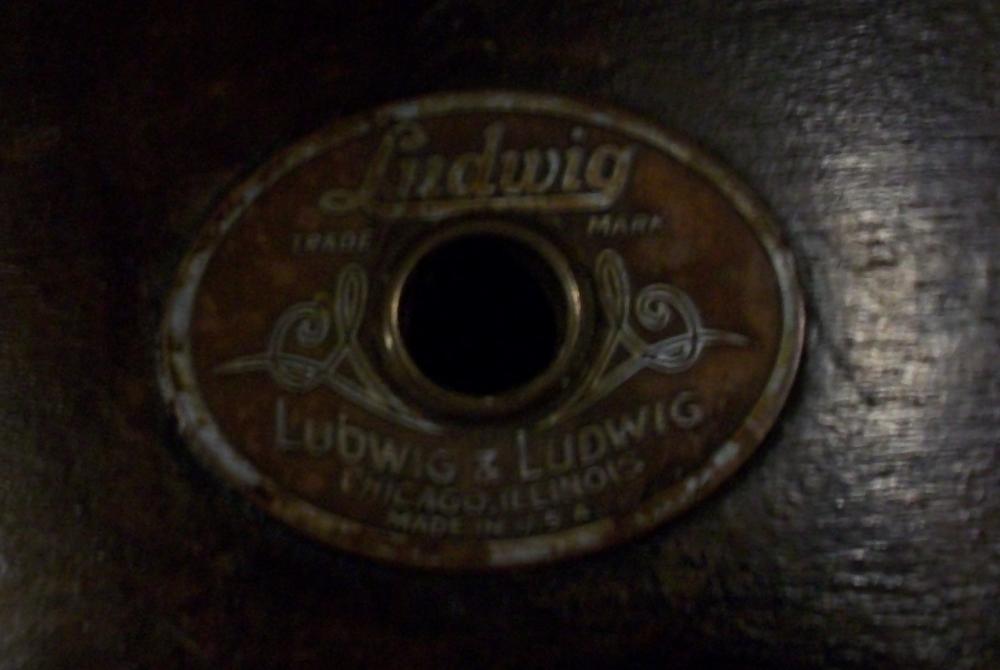 Ludwig
TRADE MARK
LUDWIG & LUDWIG
CHICAGO, ILLINOIS
MADE IN U.S.A.